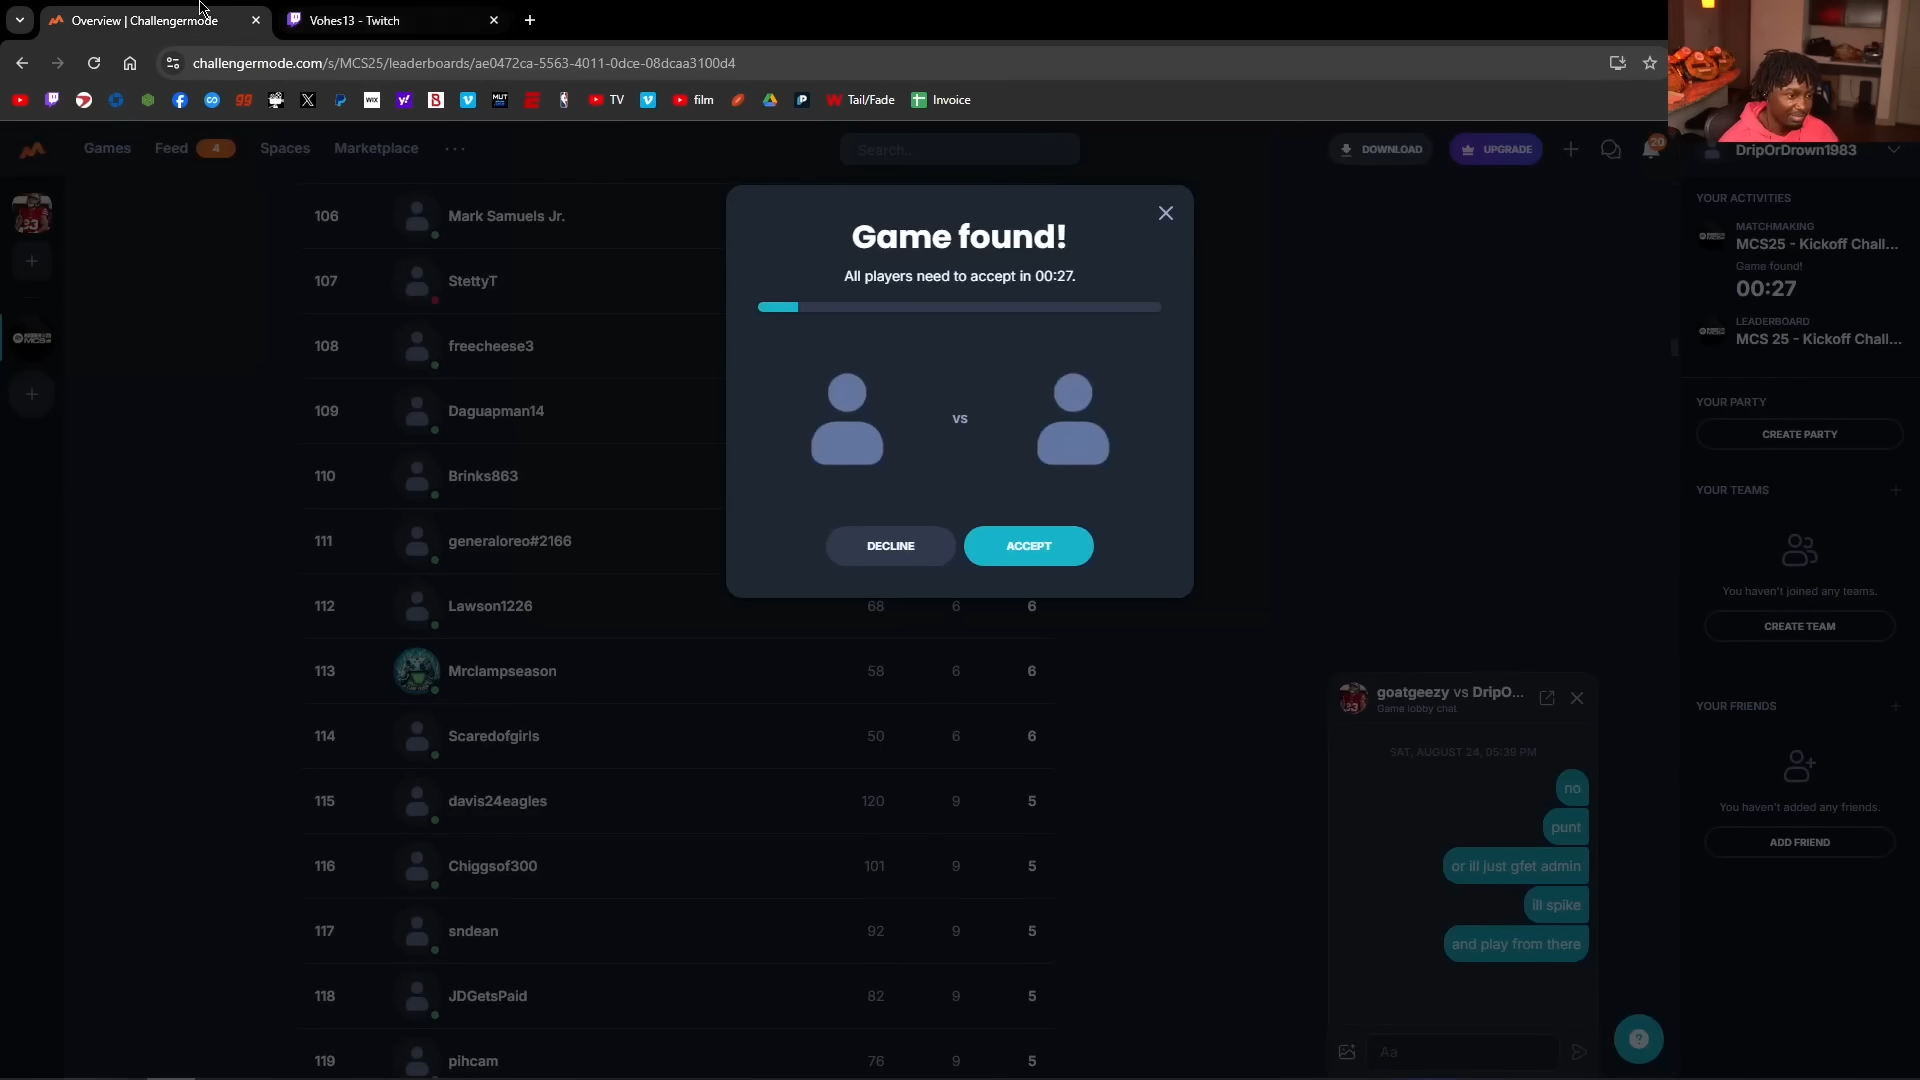 Overview | Challengermode
Vohes13 - Twitch
challengermode.com/s/MCS25/leaderboards/ae0472ca-5563-4011-0dce-08dcaa3100d4
gg
X
WIX
y!
B
MUT
TV
film
P
Tail/Fade
Invoice
Games
Feed
4
Spaces
Marketplace
...
Search..
DOWNLOAD
UPGRADE
20
DripOrDrown1983
106
Mark Samuels Jr.
107
StettyT
108
freecheese3
109
Daguapman14
110
Brinks863
111
generaloreo#2166
112
Lawson1226
68
6
6
113
Mrclampseason
58
6
6
114
Scaredofgirls
50
6
6
115
davis24eagles
120
9
5
116
Chiggsof300
101
9
5
117
sndean
92
9
5
118
JDGetsPaid
82
9
5
119
pihcam
76
9
5
Game found!
All players need to accept in 00:27.
vs
DECLINE
ACCEPT
YOUR ACTIVITIES
MATCHMAKING
MCS25 - Kickoff Chall...
Game found!
00:27
LEADERBOARD
MCS 25 - Kickoff Chall...
YOUR PARTY
CREATE PARTY
YOUR TEAMS
You haven't joined any teams.
CREATE TEAM
YOUR FRIENDS
You haven't added any friends.
ADD FRIEND
goatgeezy vs DripO...
Game lobby chat
SAT, AUGUST 24, 05:39 PM
no
punt
or ill just gfet admin
ill spike
and play from there
Aa
?